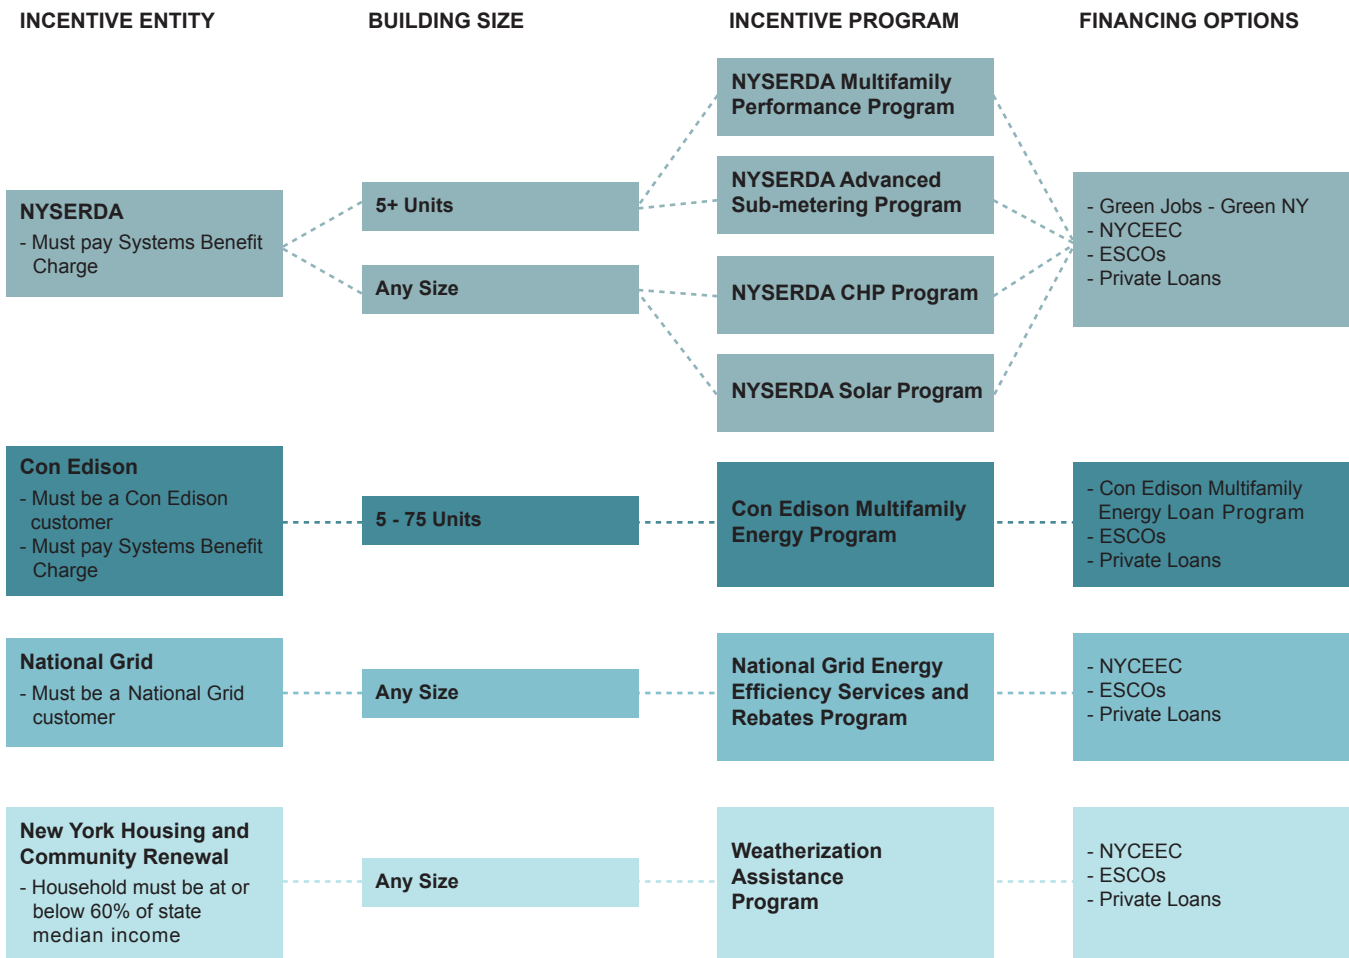 INCENTIVE ENTITY
BUILDING SIZE
INCENTIVE PROGRAM
FINANCING OPTIONS
NYSERDA
- Must pay Systems Benefit
Charge
5+ Units
Any Size
NYSERDA Multifamily
Performance Program
NYSERDA Advanced
Sub-metering Program
NYSERDA CHP Program
NYSERDA Solar Program
- Green Jobs - Green NY
- NYCEEC
- ESCOs
- Private Loans
Con Edison
- Must be a Con Edison
customer
- Must pay Systems Benefit
Charge
5 - 75 Units
Con Edison Multifamily
Energy Program
- Con Edison Multifamily
Energy Loan Program
- ESCOs
- Private Loans
National Grid
- Must be a National Grid
customer
Any Size
National Grid Energy
Efficiency Services and
Rebates Program
- NYCEEC
- ESCOs
- Private Loans
New York Housing and
Community Renewal
- Household must be at or
below 60% of state
median income
Any Size
Weatherization
Assistance
Program
- NYCEEC
- ESCOs
- Private Loans